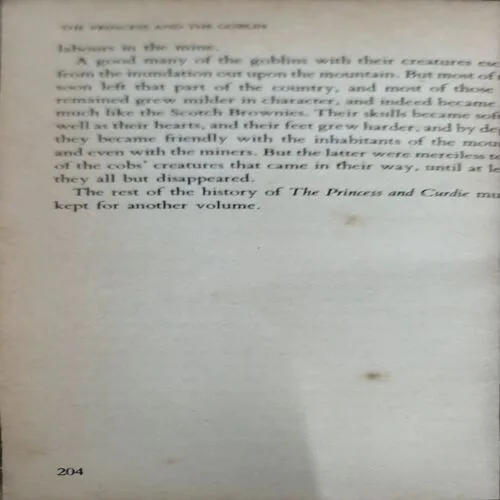 THE PRINCESS AND THE GOBLIN
labours in the mine.
A good many of the goblins with their creatures esc
from the inundation out upon the mountain. But most of
soon left that part of the country, and most of those
remained grew milder in character, and indeed became
much like the Scotch Brownies. Their skulls became sof
well as their hearts, and their feet grew harder, and by de
they became friendly with the inhabitants of the mou
and even with the miners. But the latter were merciless to
of the cobs' creatures that came in their way, until at le
they all but disappeared.
The rest of the history of The Princess and Curdie mu
kept for another volume.
204